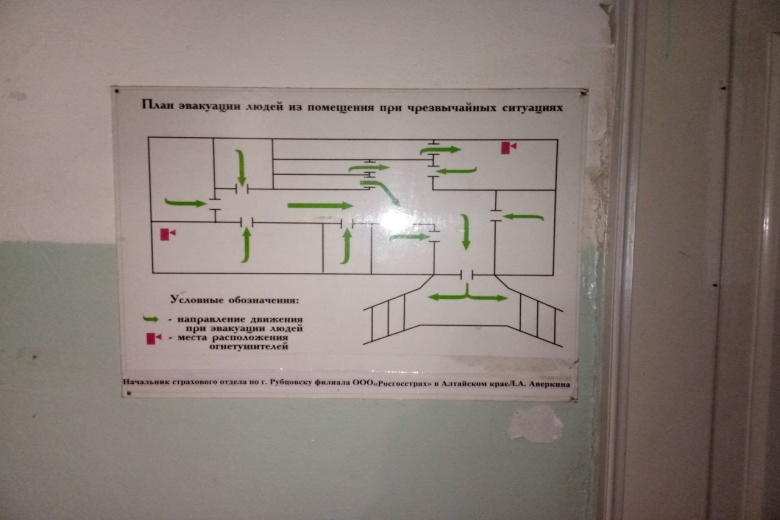 План эвакуации людей из помещения при чрезвычайных ситуациях
Условные обозначения:
- направление движения
при эвакуации людей
- места расположения
огнетушителей
Начальник страхового отдела по г. Рубцовску филиала ООО«Росгосстрах» в Алтайском краеЛ.А. Аверкина